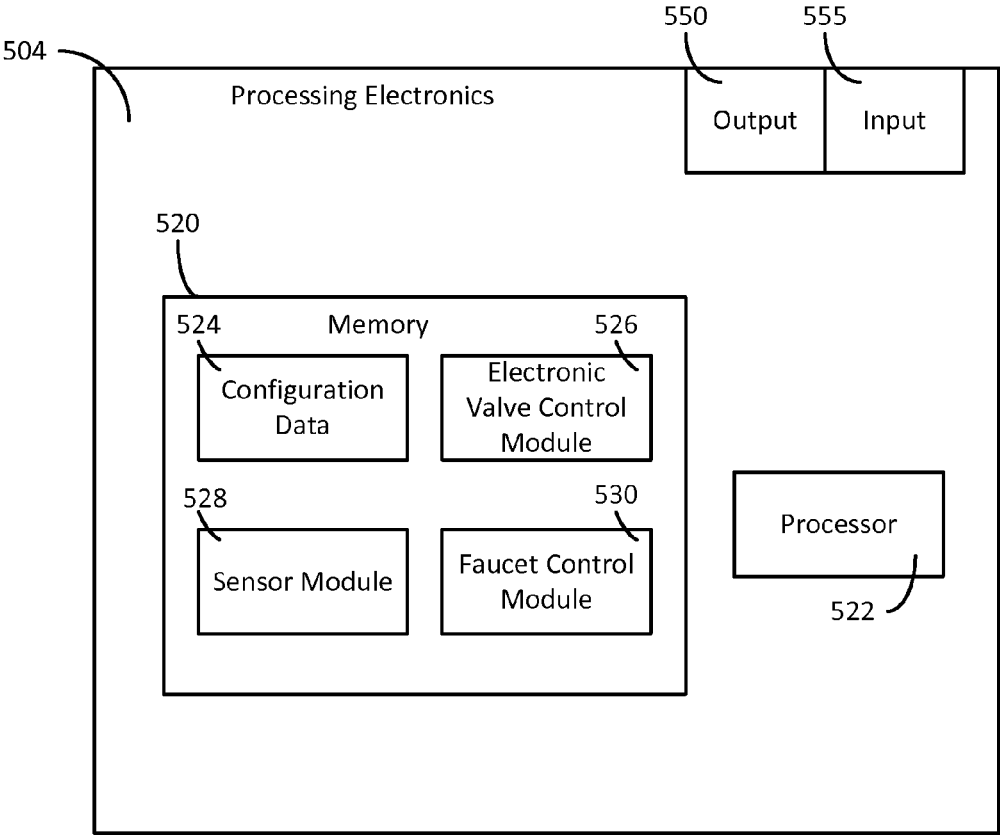 550
555
504
Processing Electronics
Output
Input
520
Memory
524
526
Configuration
Data
Electronic
Valve Control
Module
528
530
Sensor Module
Faucet Control
Module
Processor
522